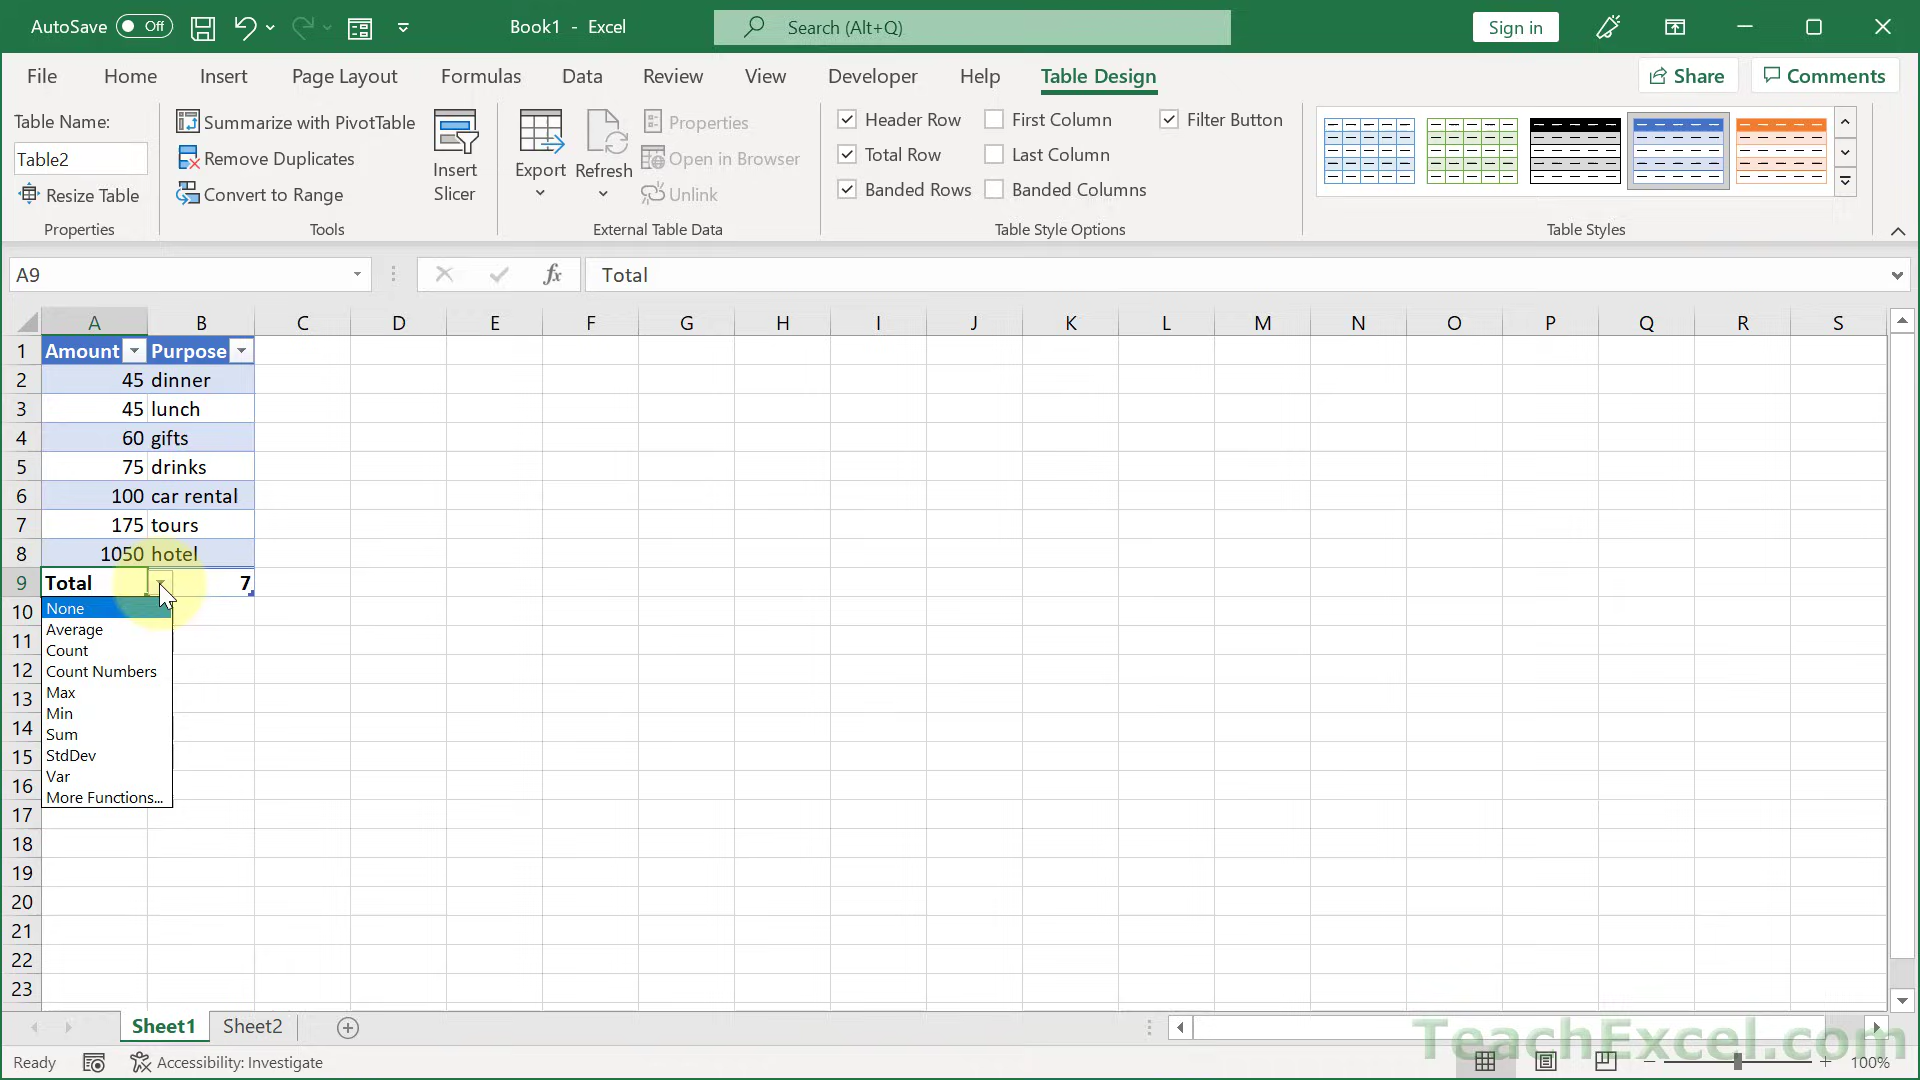 AutoSave Off Book1 - Excel Search (Alt+Q) Sign in
File Home Insert Page Layout Formulas Data Review View Developer Help Table Design Share Comments
Table Name:
Table2
Resize Table
Properties
Summarize with PivotTable
Remove Duplicates
Convert to Range
Insert
Slicer
Tools
Export Refresh
Properties
Open in Browser
Unlink
External Table Data
Header Row First Column Filter Button
Total Row Last Column
Banded Rows Banded Columns
Table Style Options
Table Styles
A9 fx Total
A B C D E F G H I J K L M N O P Q R S
1 Amount Purpose
2 45 dinner
3 45 lunch
4 60 gifts
5 75 drinks
6 100 car rental
7 175 tours
8 1050 hotel
9 Total 7
None
Average
Count
Count Numbers
Max
Min
Sum
StdDev
Var
More Functions...
10
11
12
13
14
15
16
17
18
19
20
21
22
23
Sheet1 Sheet2
TeachExcel.com
Ready Accessibility: Investigate 100%